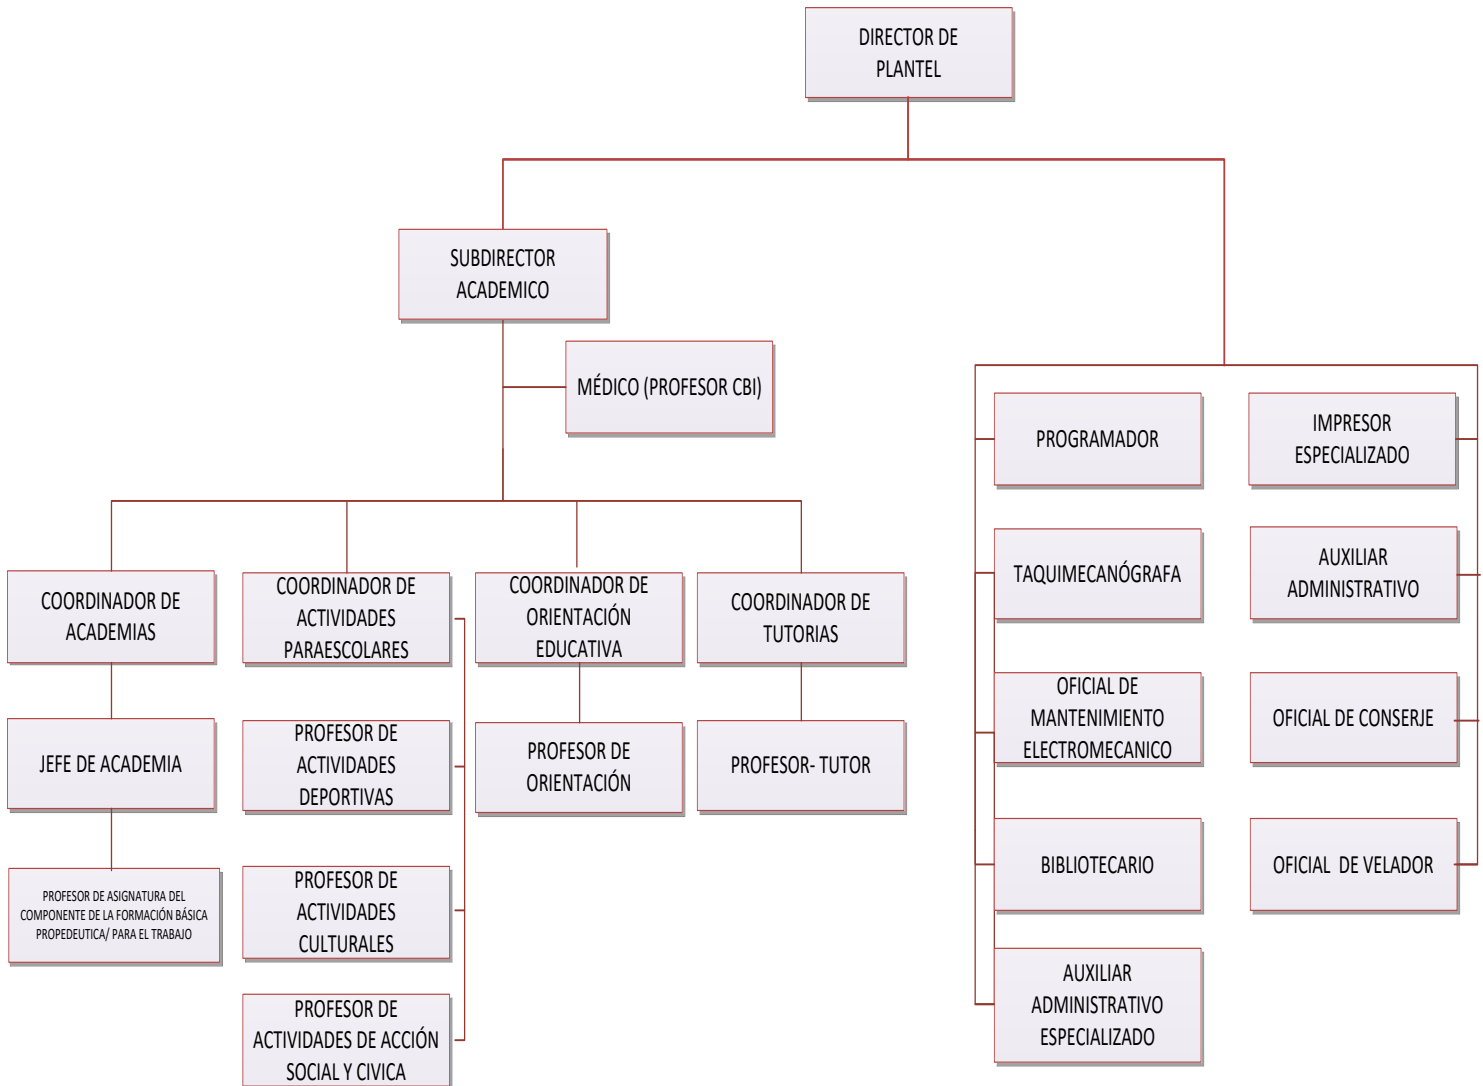 DIRECTOR DE
PLANTEL
SUBDIRECTOR
ACADEMICO
MÉDICO (PROFESOR CBI)
COORDINADOR DE
ACADEMIAS
JEFE DE ACADEMIA
PROFESOR DE ASIGNATURA DEL
COMPONENTE DE LA FORMACIÓN BÁSICA
PROPEDEUTICA/ PARA EL TRABAJO
COORDINADOR DE
ACTIVIDADES
PARAESCOLARES
PROFESOR DE
ACTIVIDADES
DEPORTIVAS
PROFESOR DE
ACTIVIDADES
CULTURALES
PROFESOR DE
ACTIVIDADES DE ACCIÓN
SOCIAL Y CIVICA
COORDINADOR DE
ORIENTACIÓN
EDUCATIVA
PROFESOR DE
ORIENTACIÓN
COORDINADOR DE
TUTORIAS
PROFESOR- TUTOR
PROGRAMADOR
TAQUIMECANÓGRAFA
OFICIAL DE
MANTENIMIENTO
ELECTROMECANICO
BIBLIOTECARIO
AUXILIAR
ADMINISTRATIVO
ESPECIALIZADO
IMPRESOR
ESPECIALIZADO
AUXILIAR
ADMINISTRATIVO
OFICIAL DE CONSERJE
OFICIAL DE VELADOR